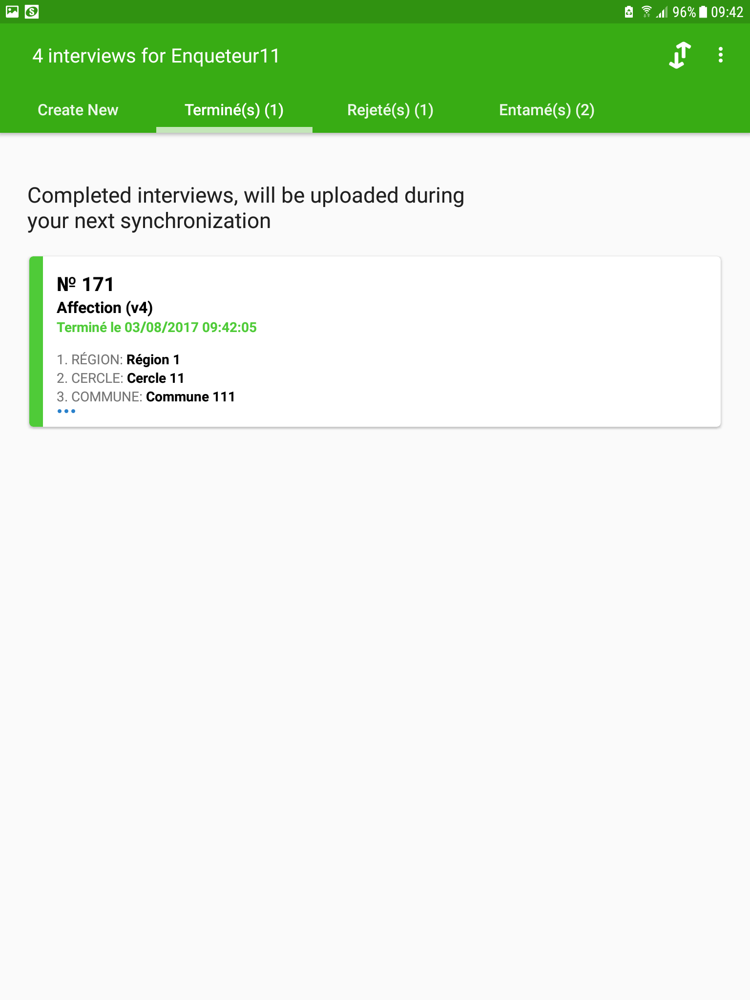 96% 09:42
4 interviews for Enqueteur11
Create New Terminé(s) (1) Rejeté(s) (1) Entamé(s) (2)
Completed interviews, will be uploaded during
your next synchronization
№ 171
Affection (v4)
Terminé le 03/08/2017 09:42:05
1. RÉGION: Région 1
2. CERCLE: Cercle 11
3. COMMUNE: Commune 111